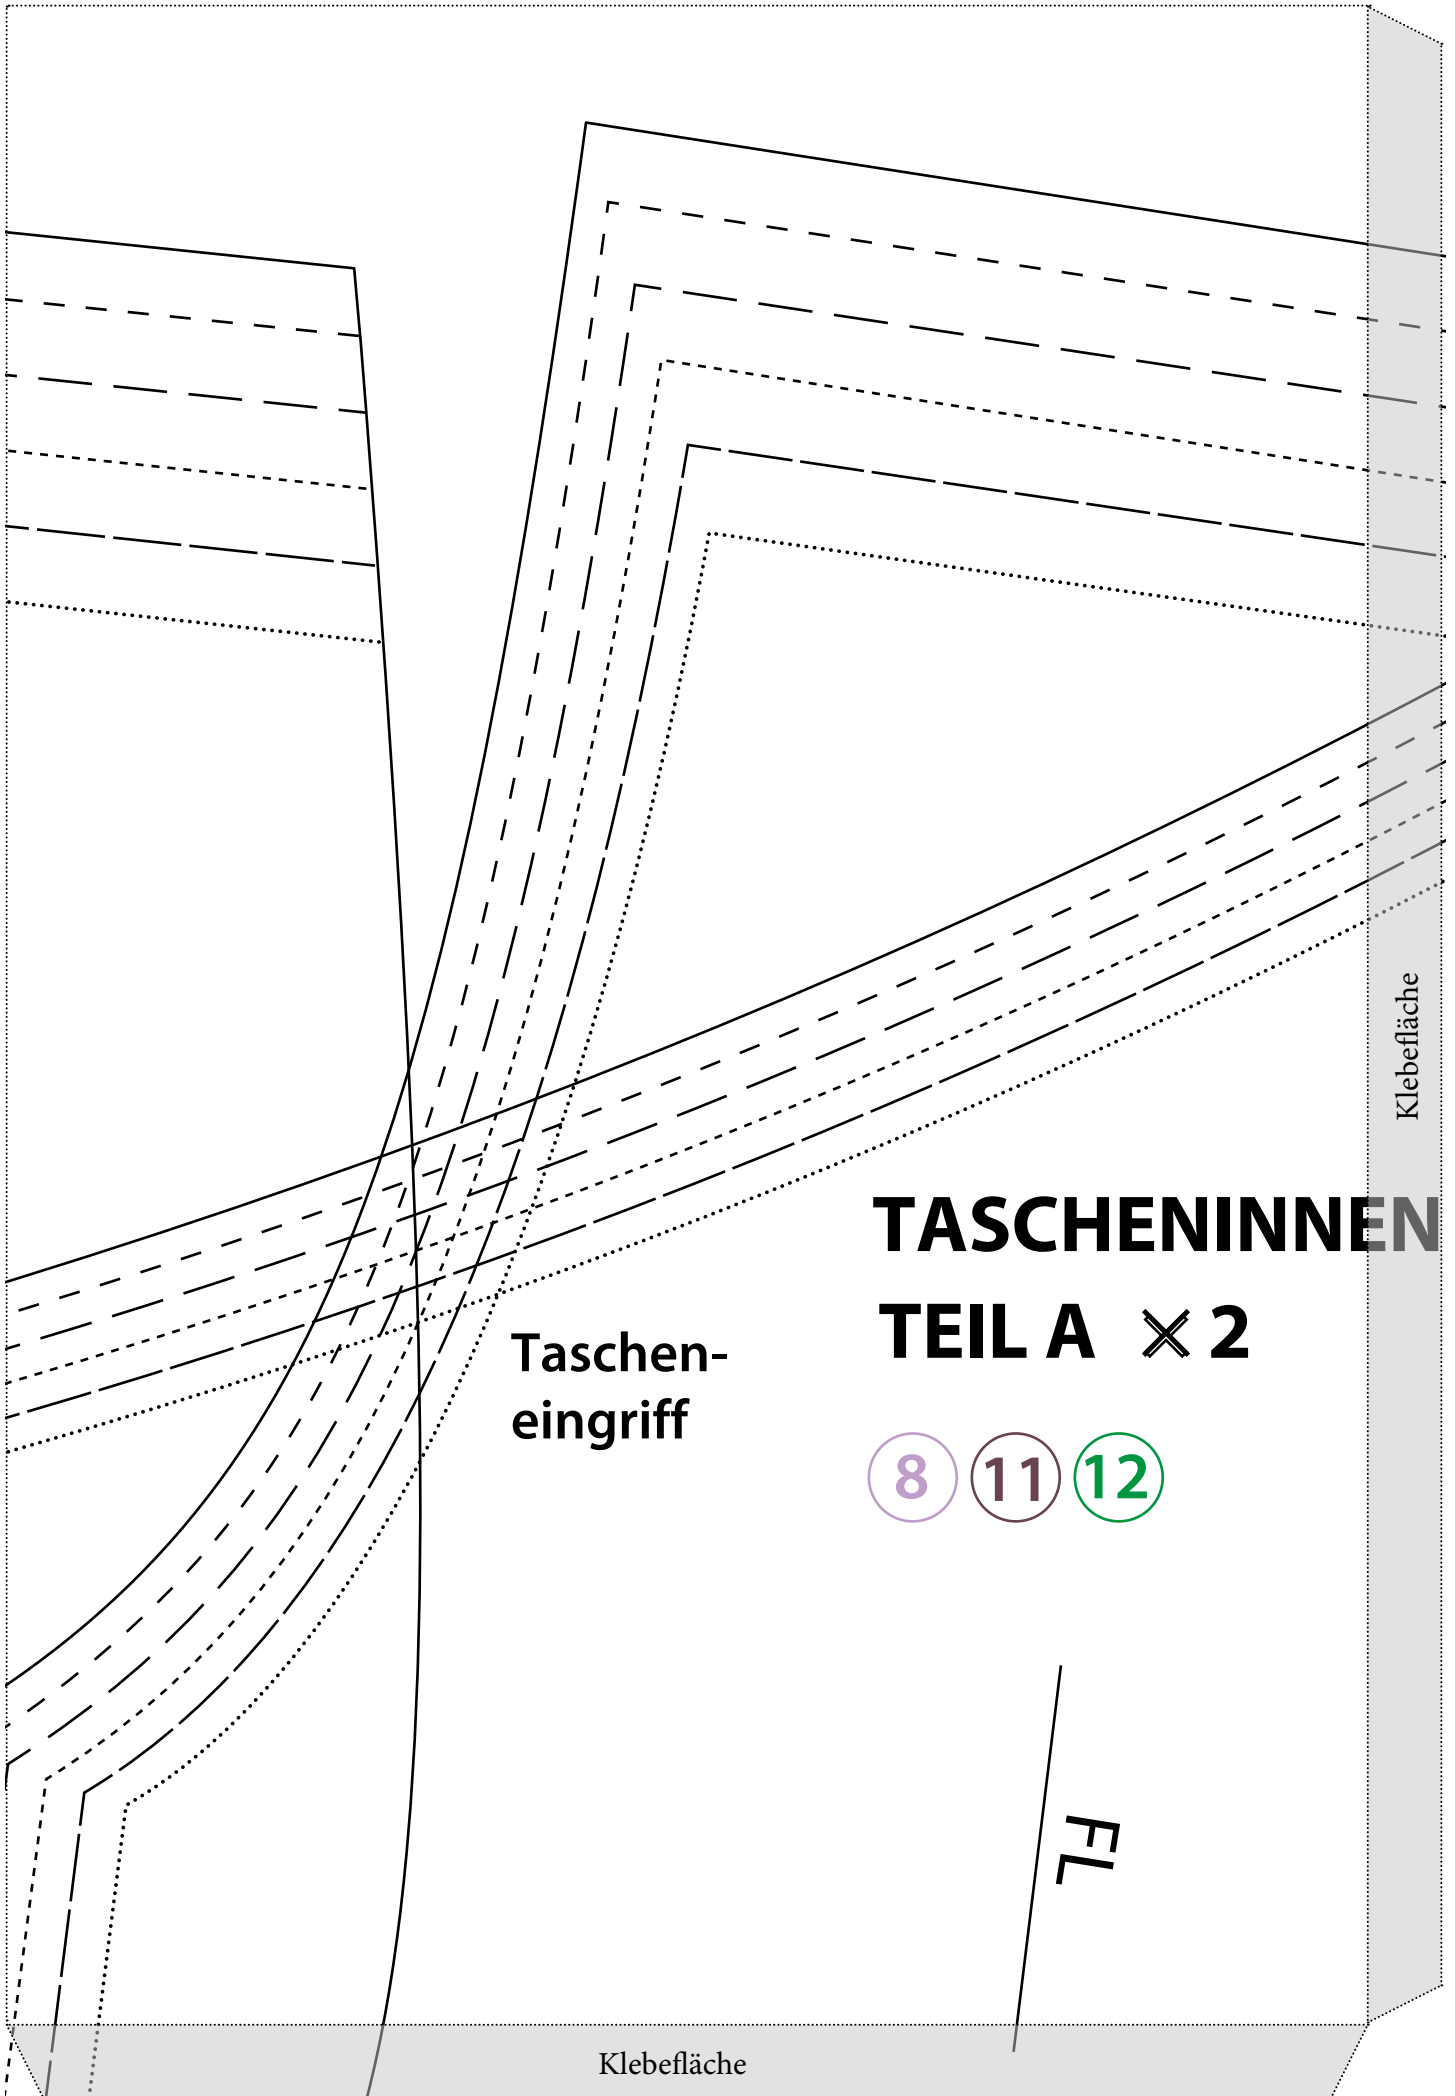 Klebefläche
TASCHENINNEN
TEIL A × 2
Taschen-
eingriff
8 11 12
FL
Klebefläche